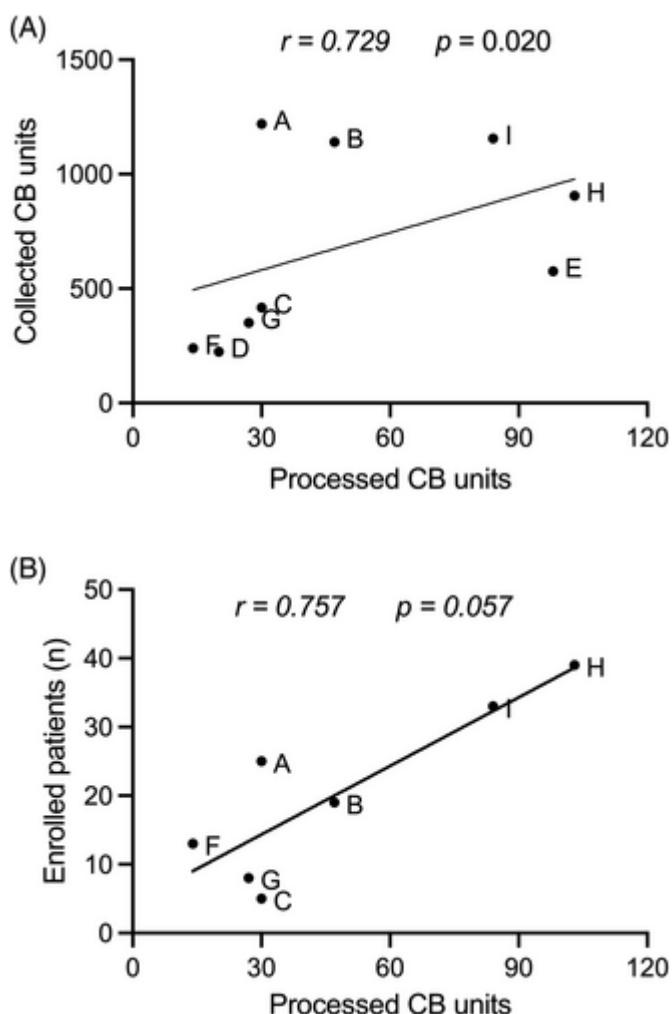 (A)
r = 0.729 p = 0.020
Collected CB units
1500
1000
500
0
A
B
I
H
E
C
G
F
D
0 30 60 90 120
Processed CB units
(B)
r = 0.757 p = 0.057
Enrolled patients (n)
50
40
30
20
10
0
H
I
A
B
F
G
C
0 30 60 90 120
Processed CB units